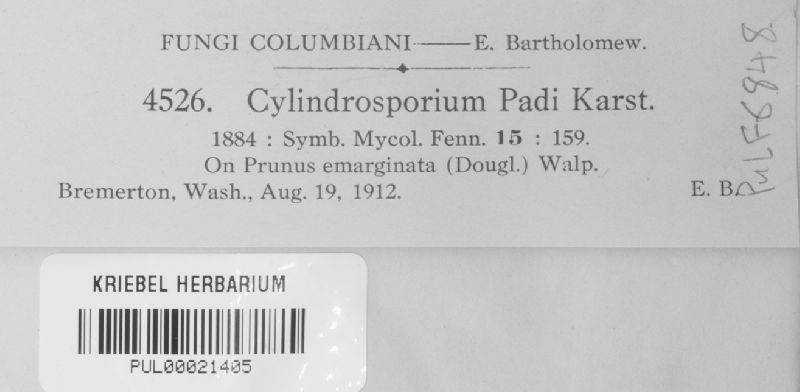 FUNGI COLUMBIANI —— E. Bartholomew.
4526. Cylindrosporium Padi Karst.
1884 : Symb. Mycol. Fenn. 15 : 159.
On Prunus emarginata (Dougl.) Walp.
Bremerton, Wash., Aug. 19, 1912. E. B.
PULF6848
KRIEBEL HERBARIUM
PUL00021405